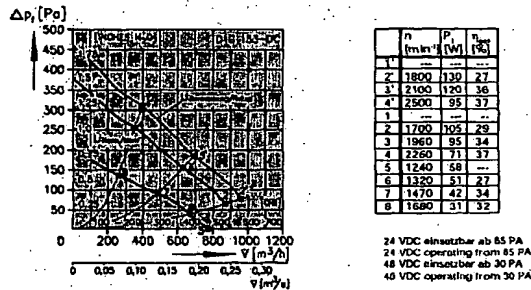 Δp, [Pa]
500
450
400
350
300
250
200
150
100
50
0 200 400 600 800 1000 1200
V̇ [m³/h]
0 0,05 0,10 0,15 0,20 0,25 0,30
V̇ [m³/s]
n P₁ η
[min⁻¹] [W] [%]
1' --- --- ---
2' 1800 130 27
3' 2100 120 36
4' 2500 95 37
1 --- --- ---
2 1700 105 29
3 1960 95 34
4 2260 71 37
5 1240 58 ---
6 1320 51 27
7 1470 42 34
8 1680 31 32
24 VDC einsetzbar ab 85 PA
24 VDC operating from 85 PA
48 VDC einsetzbar ab 30 PA
48 VDC operating from 30 PA